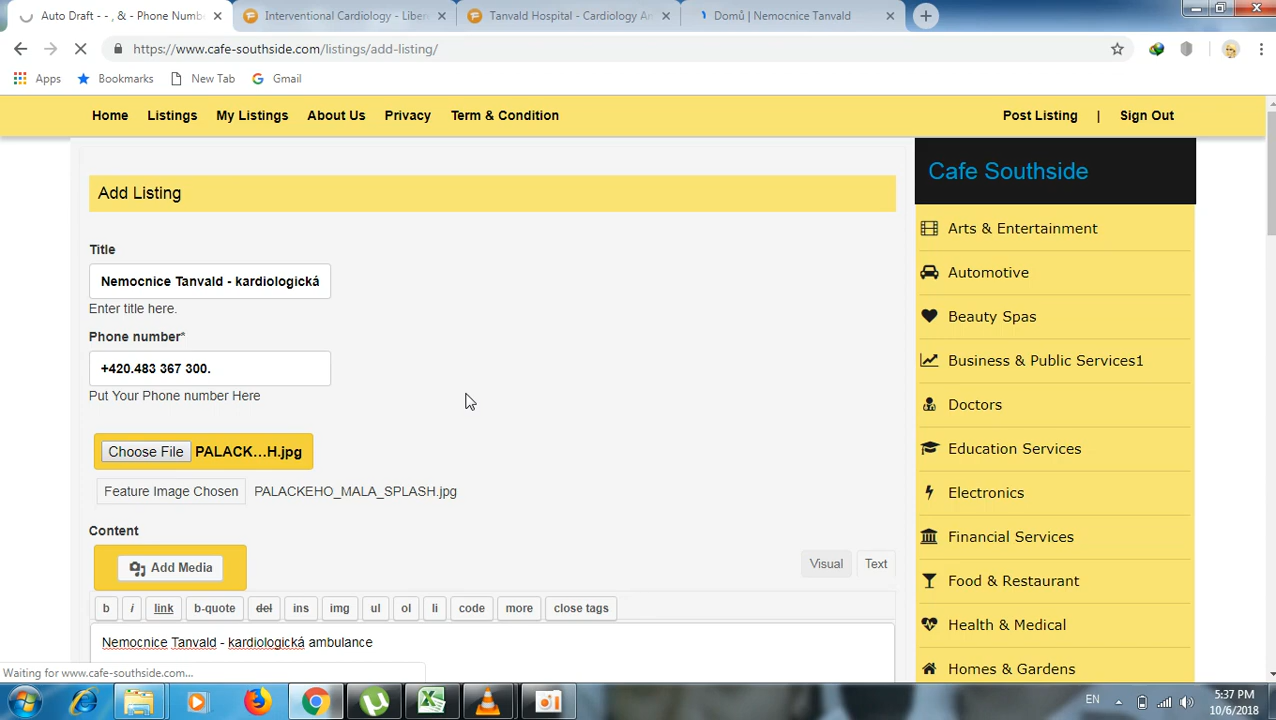 Auto Draft - - , & - Phone Numb
Interventional Cardiology - Liben
Tanvald Hospital - Cardiology Am
Domů | Nemocnice Tanvald
https://www.cafe-southside.com/listings/add-listing/
Apps
Bookmarks
New Tab
Gmail
Home
Listings
My Listings
About Us
Privacy
Term & Condition
Post Listing
|
Sign Out
Add Listing
Title
Nemocnice Tanvald - kardiologická
Enter title here.
Phone number*
+420.483 367 300.
Put Your Phone number Here
Choose File PALACK...H.jpg
Feature Image Chosen
PALACKEHO_MALA_SPLASH.jpg
Content
Add Media
Visual
Text
b
i
link
b-quote
del
ins
img
ul
ol
li
code
more
close tags
Nemocnice Tanvald - kardiologická ambulance
Cafe Southside
Arts & Entertainment
Automotive
Beauty Spas
Business & Public Services1
Doctors
Education Services
Electronics
Financial Services
Food & Restaurant
Health & Medical
Homes & Gardens
Waiting for www.cafe-southside.com...
EN
5:37 PM
10/6/2018